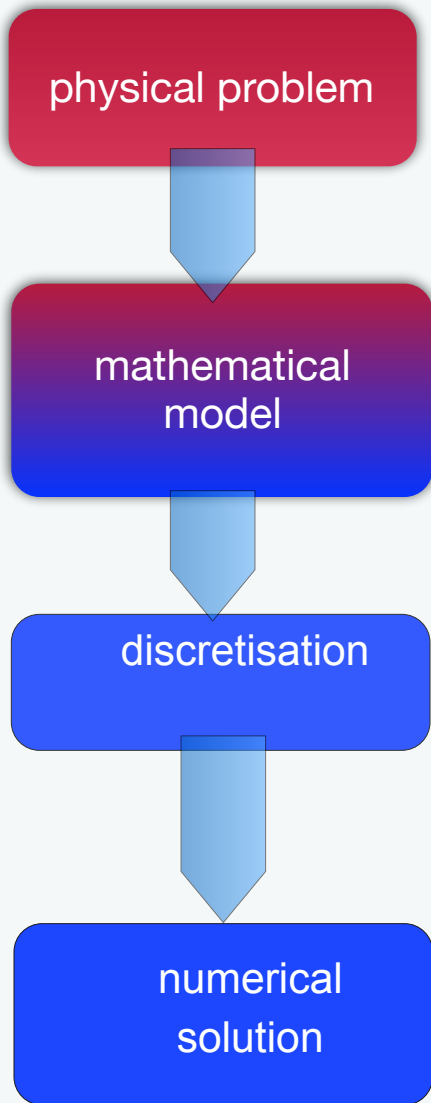 physical problem
mathematical
model
discretisation
numerical
solution